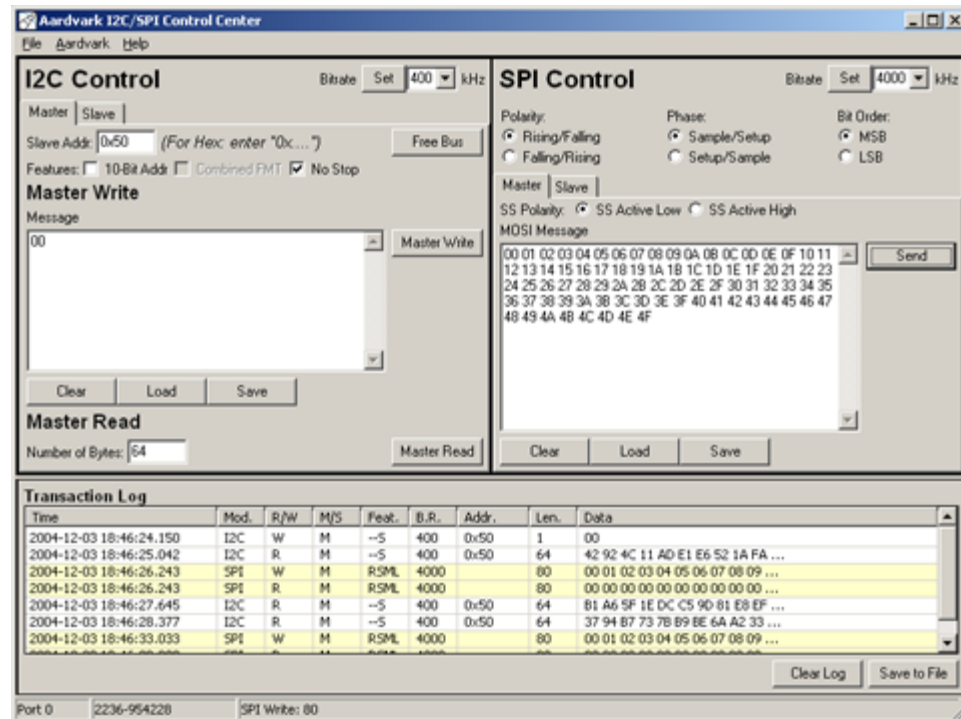 Aardvark I2C/SPI Control Center
File Aardvark Help
I2C Control
Bitrate Set 400 kHz
Master Slave
Slave Addr: 0x50 (For Hex: enter "0x...") Free Bus
Features: 10-Bit Addr Combined FMT No Stop
Master Write
Message
00
Master Write
Clear Load Save
Master Read
Number of Bytes: 64 Master Read
SPI Control
Bitrate Set 4000 kHz
Polarity: Phase: Bit Order:
Rising/Falling Sample/Setup MSB
Falling/Rising Setup/Sample LSB
Master Slave
SS Polarity: SS Active Low SS Active High
MOSI Message
00 01 02 03 04 05 06 07 08 09 0A 0B 0C 0D 0E 0F 10 11
12 13 14 15 16 17 18 19 1A 1B 1C 1D 1E 1F 20 21 22 23
24 25 26 27 28 29 2A 2B 2C 2D 2E 2F 30 31 32 33 34 35
36 37 38 39 3A 3B 3C 3D 3E 3F 40 41 42 43 44 45 46 47
48 49 4A 4B 4C 4D 4E 4F
Send
Clear Load Save
Transaction Log
Time Mod. R/W M/S Feat. B.R. Addr. Len. Data
2004-12-03 18:46:24.150 I2C W M --S 400 0x50 1 00
2004-12-03 18:46:25.042 I2C R M --S 400 0x50 64 42 92 4C 11 AD E1 E6 52 1A FA ...
2004-12-03 18:46:26.243 SPI W M RSML 4000 80 00 01 02 03 04 05 06 07 08 09 ...
2004-12-03 18:46:26.243 SPI R M RSML 4000 80 00 00 00 00 00 00 00 00 00 00 ...
2004-12-03 18:46:27.645 I2C R M --S 400 0x50 64 B1 A6 5F 1E DC C5 9D 81 E8 EF ...
2004-12-03 18:46:28.377 I2C R M --S 400 0x50 64 37 94 B7 73 7B B9 BE 6A A2 33 ...
2004-12-03 18:46:33.033 SPI W M RSML 4000 80 00 01 02 03 04 05 06 07 08 09 ...
Clear Log Save to File
Port 0 2236-954228 SPI Write: 80